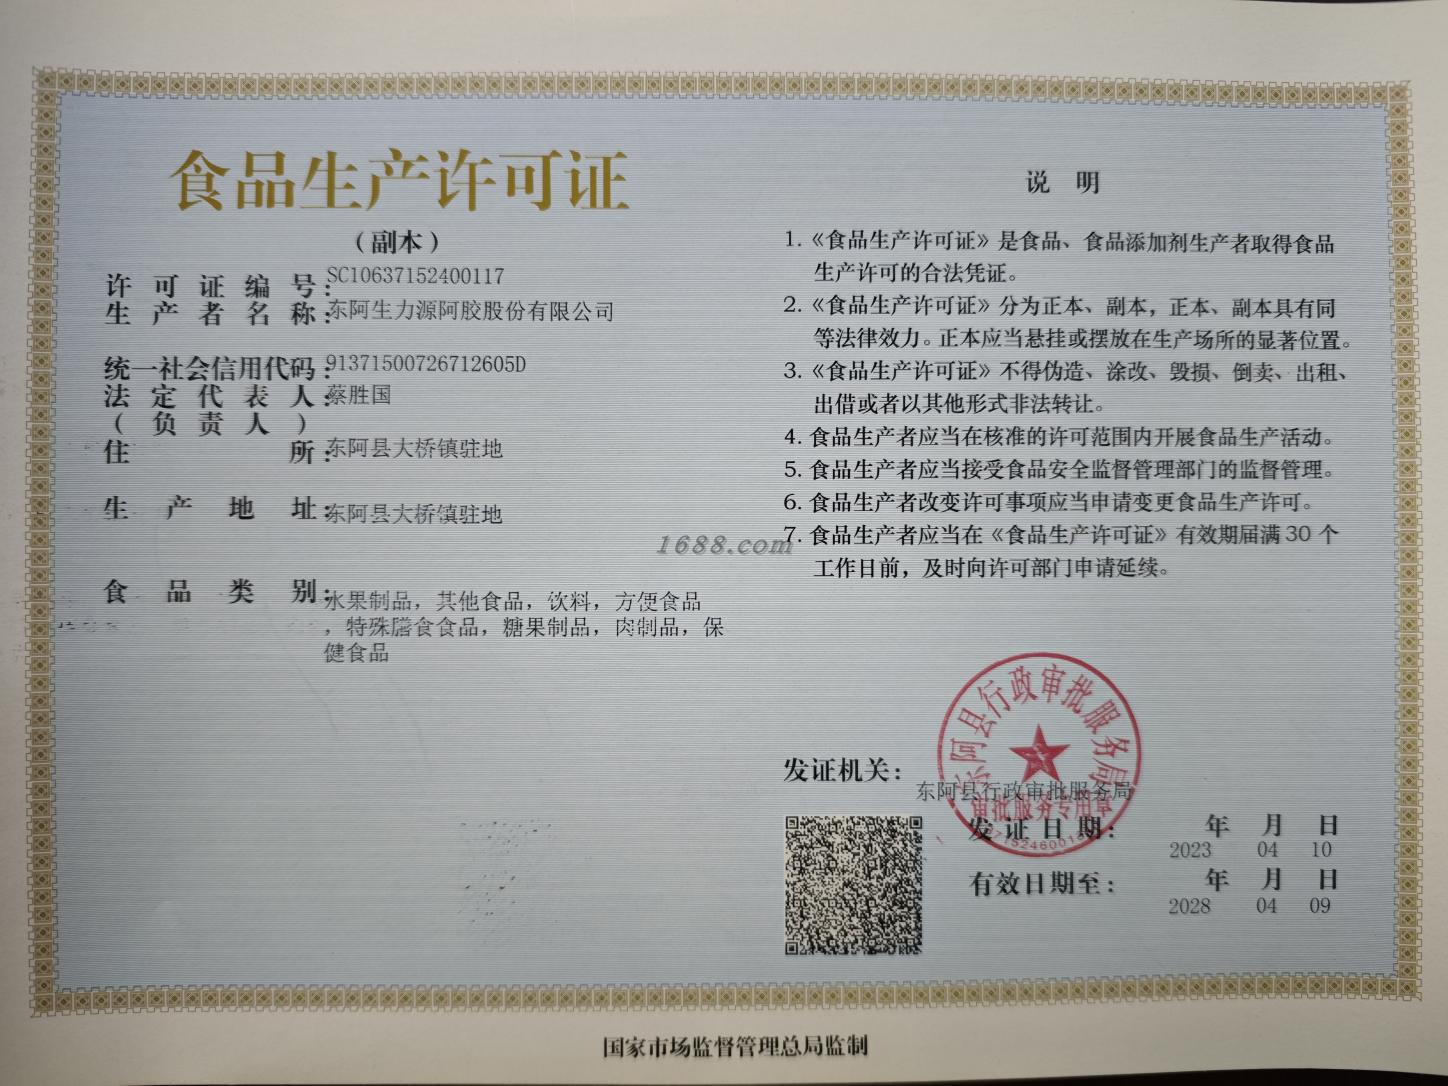 食品生产许可证
（副本）
许可证编号：SC10637152400117
生产者名称：东阿生力源阿胶股份有限公司
统一社会信用代码：91371500726712605D
法定代表人：蔡胜国
（负责人）
住所：东阿县大桥镇驻地
生产地址：东阿县大桥镇驻地
食品类别：水果制品，其他食品，饮料，方便食品
，特殊膳食食品，糖果制品，肉制品，保
健食品
说明
1.《食品生产许可证》是食品、食品添加剂生产者取得食品
生产许可的合法凭证。
2.《食品生产许可证》分为正本、副本，正本、副本具有同
等法律效力。正本应当悬挂或摆放在生产场所的显著位置。
3.《食品生产许可证》不得伪造、涂改、毁损、倒卖、出租、
出借或者以其他形式非法转让。
4. 食品生产者应当在核准的许可范围内开展食品生产活动。
5. 食品生产者应当接受食品安全监督管理部门的监督管理。
6. 食品生产者改变许可事项应当申请变更食品生产许可。
7. 食品生产者应当在《食品生产许可证》有效期届满30个
工作日前，及时向许可部门申请延续。
1688.com
发证机关：
东阿县行政审批服务局
东阿县行政审批服务局
审批服务专用章
发证日期： 年 月 日
2023 04 10
有效日期至： 年 月 日
2028 04 09
国家市场监督管理总局监制